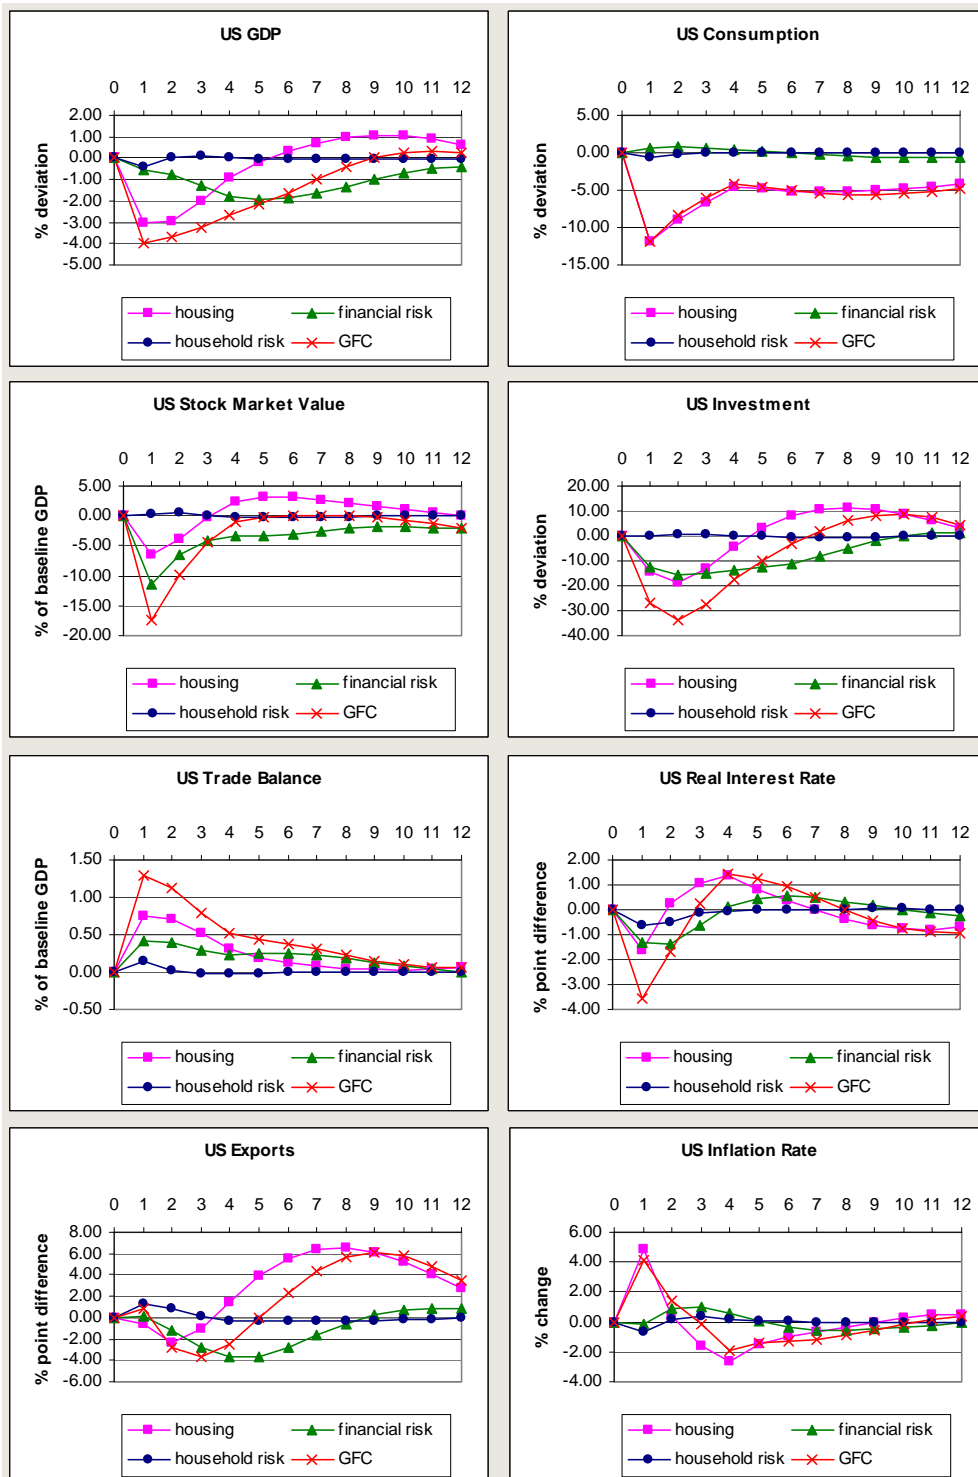 US GDP
0 1 2 3 4 5 6 7 8 9 10 11 12
% deviation
2.00
1.00
0.00
-1.00
-2.00
-3.00
-4.00
-5.00
housing financial risk
household risk GFC
US Consumption
0 1 2 3 4 5 6 7 8 9 10 11 12
% deviation
5.00
0.00
-5.00
-10.00
-15.00
housing financial risk
household risk GFC
US Stock Market Value
0 1 2 3 4 5 6 7 8 9 10 11 12
% of baseline GDP
5.00
0.00
-5.00
-10.00
-15.00
-20.00
housing financial risk
household risk GFC
US Investment
0 1 2 3 4 5 6 7 8 9 10 11 12
% deviation
20.00
10.00
0.00
-10.00
-20.00
-30.00
-40.00
housing financial risk
household risk GFC
US Trade Balance
0 1 2 3 4 5 6 7 8 9 10 11 12
% of baseline GDP
1.50
1.00
0.50
0.00
-0.50
housing financial risk
household risk GFC
US Real Interest Rate
0 1 2 3 4 5 6 7 8 9 10 11 12
% point difference
2.00
1.00
0.00
-1.00
-2.00
-3.00
-4.00
housing financial risk
household risk GFC
US Exports
0 1 2 3 4 5 6 7 8 9 10 11 12
% point difference
8.00
6.00
4.00
2.00
0.00
-2.00
-4.00
-6.00
housing financial risk
household risk GFC
US Inflation Rate
0 1 2 3 4 5 6 7 8 9 10 11 12
% change
6.00
4.00
2.00
0.00
-2.00
-4.00
housing financial risk
household risk GFC